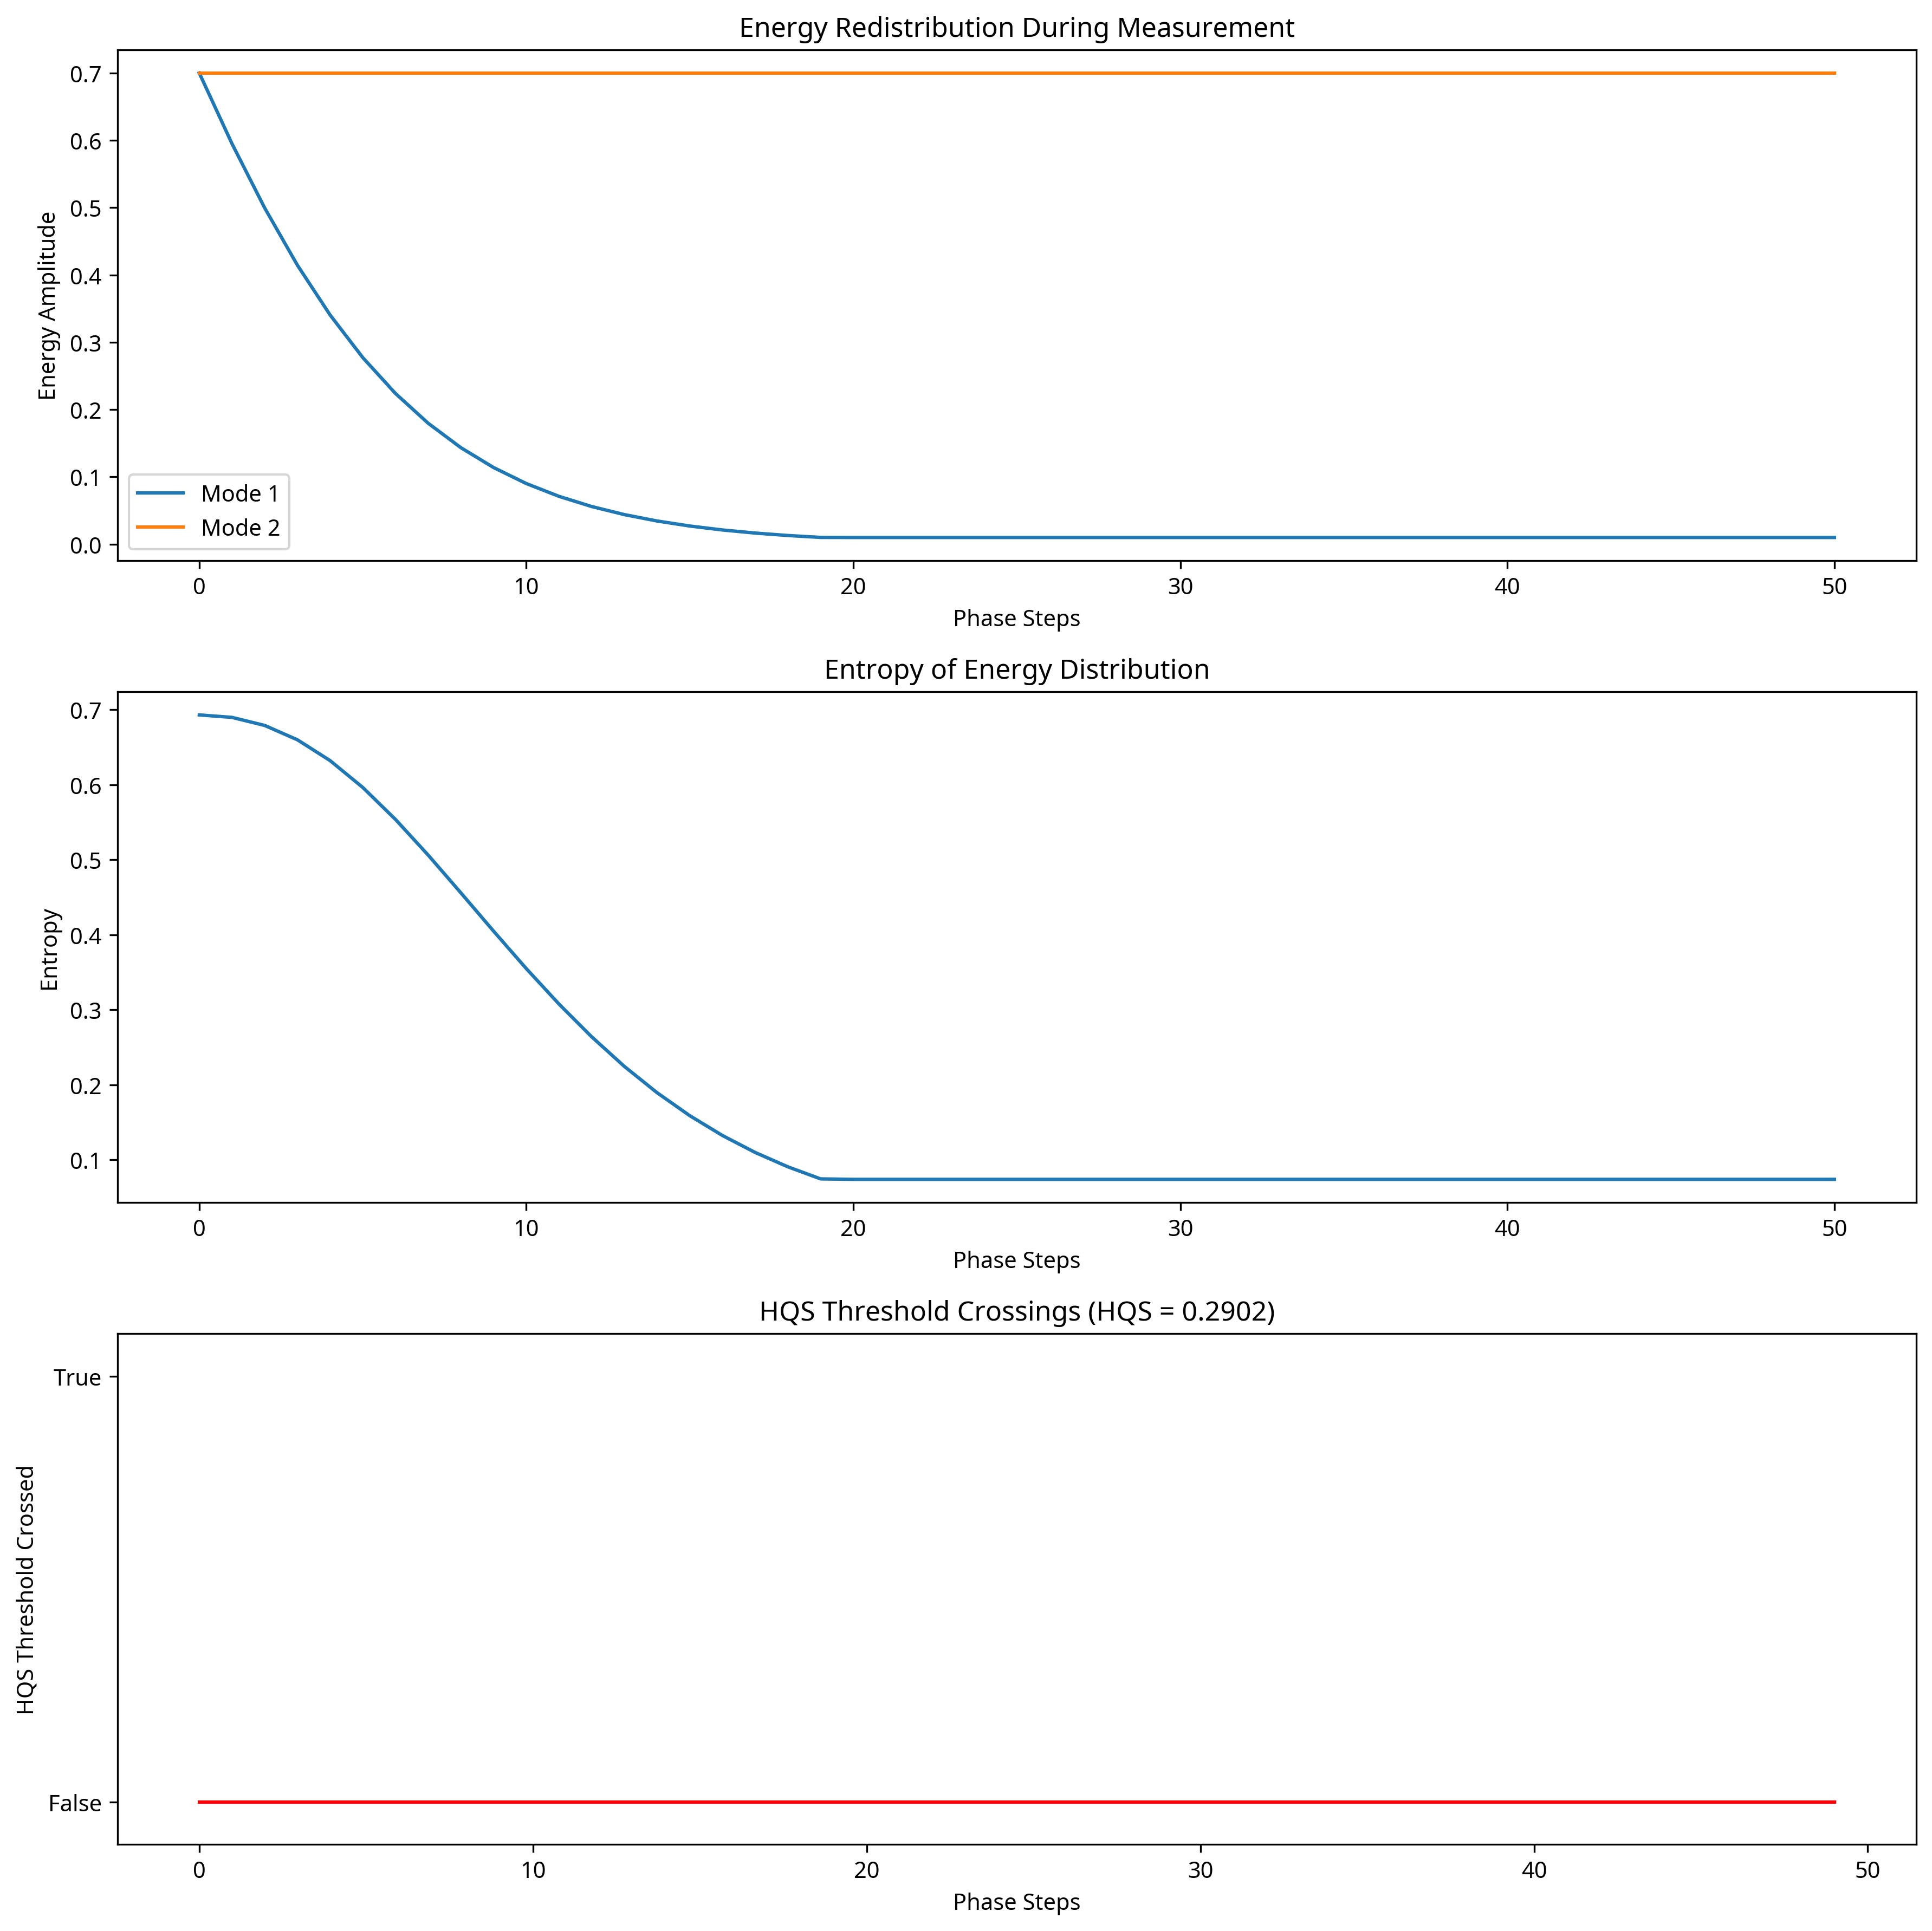 Energy Redistribution During Measurement
Energy Amplitude
0.7
0.6
0.5
0.4
0.3
0.2
0.1
0.0
Mode 1
Mode 2
0 10 20 30 40 50
Phase Steps
Entropy of Energy Distribution
Entropy
0.7
0.6
0.5
0.4
0.3
0.2
0.1
0 10 20 30 40 50
Phase Steps
HQS Threshold Crossings (HQS = 0.2902)
HQS Threshold Crossed
True
False
0 10 20 30 40 50
Phase Steps